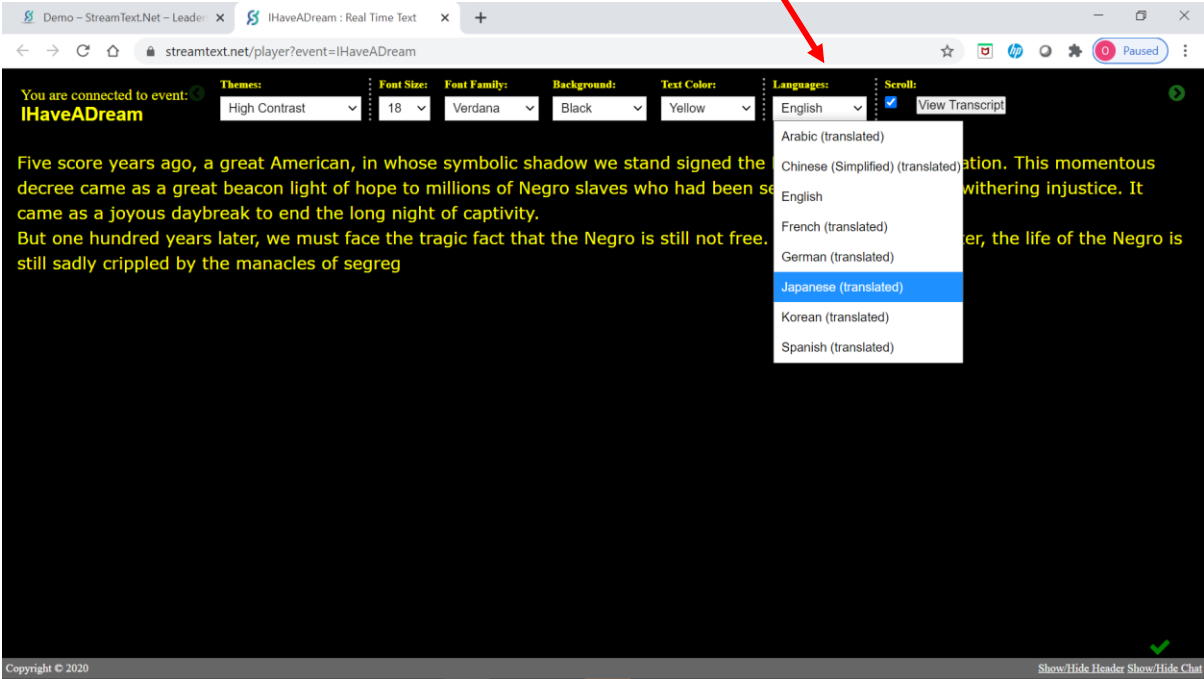 Demo – StreamText.Net – Leader
IHaveADream : Real Time Text
streamtext.net/player?event=IHaveADream
O Paused
You are connected to event:
IHaveADream
Themes:
High Contrast
Font Size:
18
Font Family:
Verdana
Background:
Black
Text Color:
Yellow
Languages:
English
Scroll:
View Transcript
Arabic (translated)
Chinese (Simplified) (translated)
English
French (translated)
German (translated)
Japanese (translated)
Korean (translated)
Spanish (translated)
Five score years ago, a great American, in whose symbolic shadow we stand signed the ation. This momentous
decree came as a great beacon light of hope to millions of Negro slaves who had been se withering injustice. It
came as a joyous daybreak to end the long night of captivity.
But one hundred years later, we must face the tragic fact that the Negro is still not free. er, the life of the Negro is
still sadly crippled by the manacles of segreg
Copyright © 2020
Show/Hide Header Show/Hide Chat